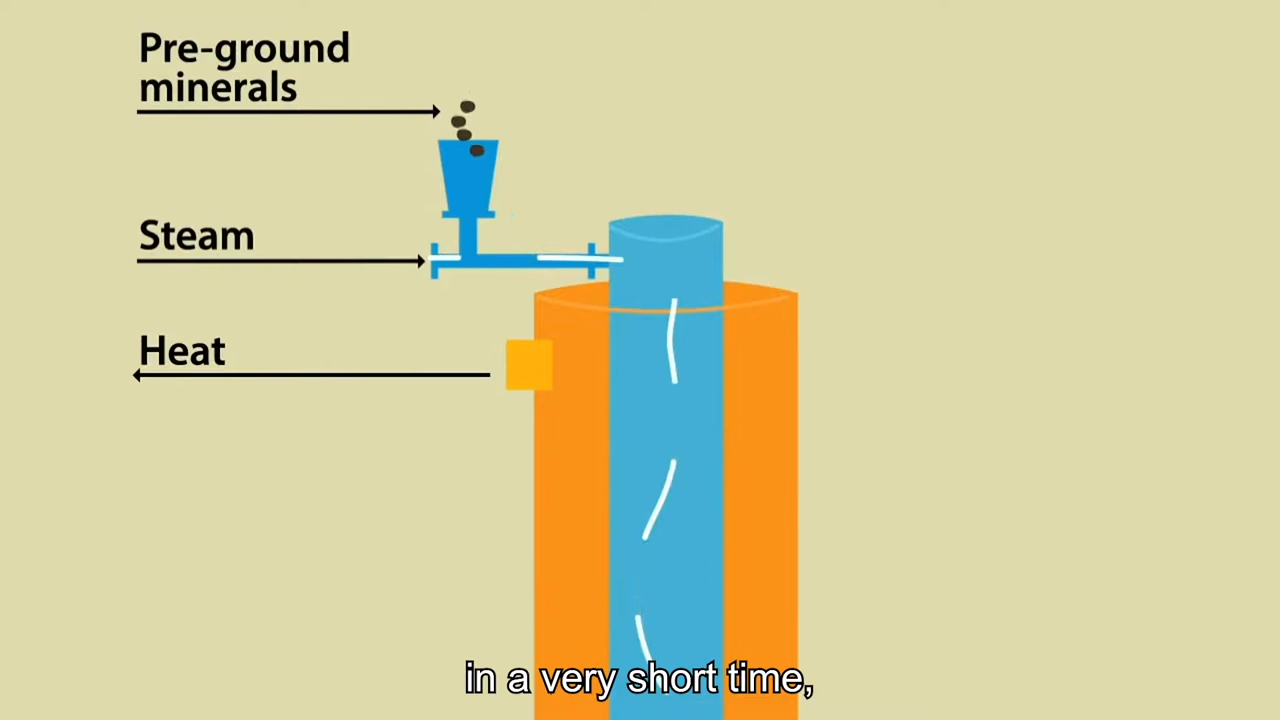 Pre-ground
minerals
Steam
Heat
in a very short time,